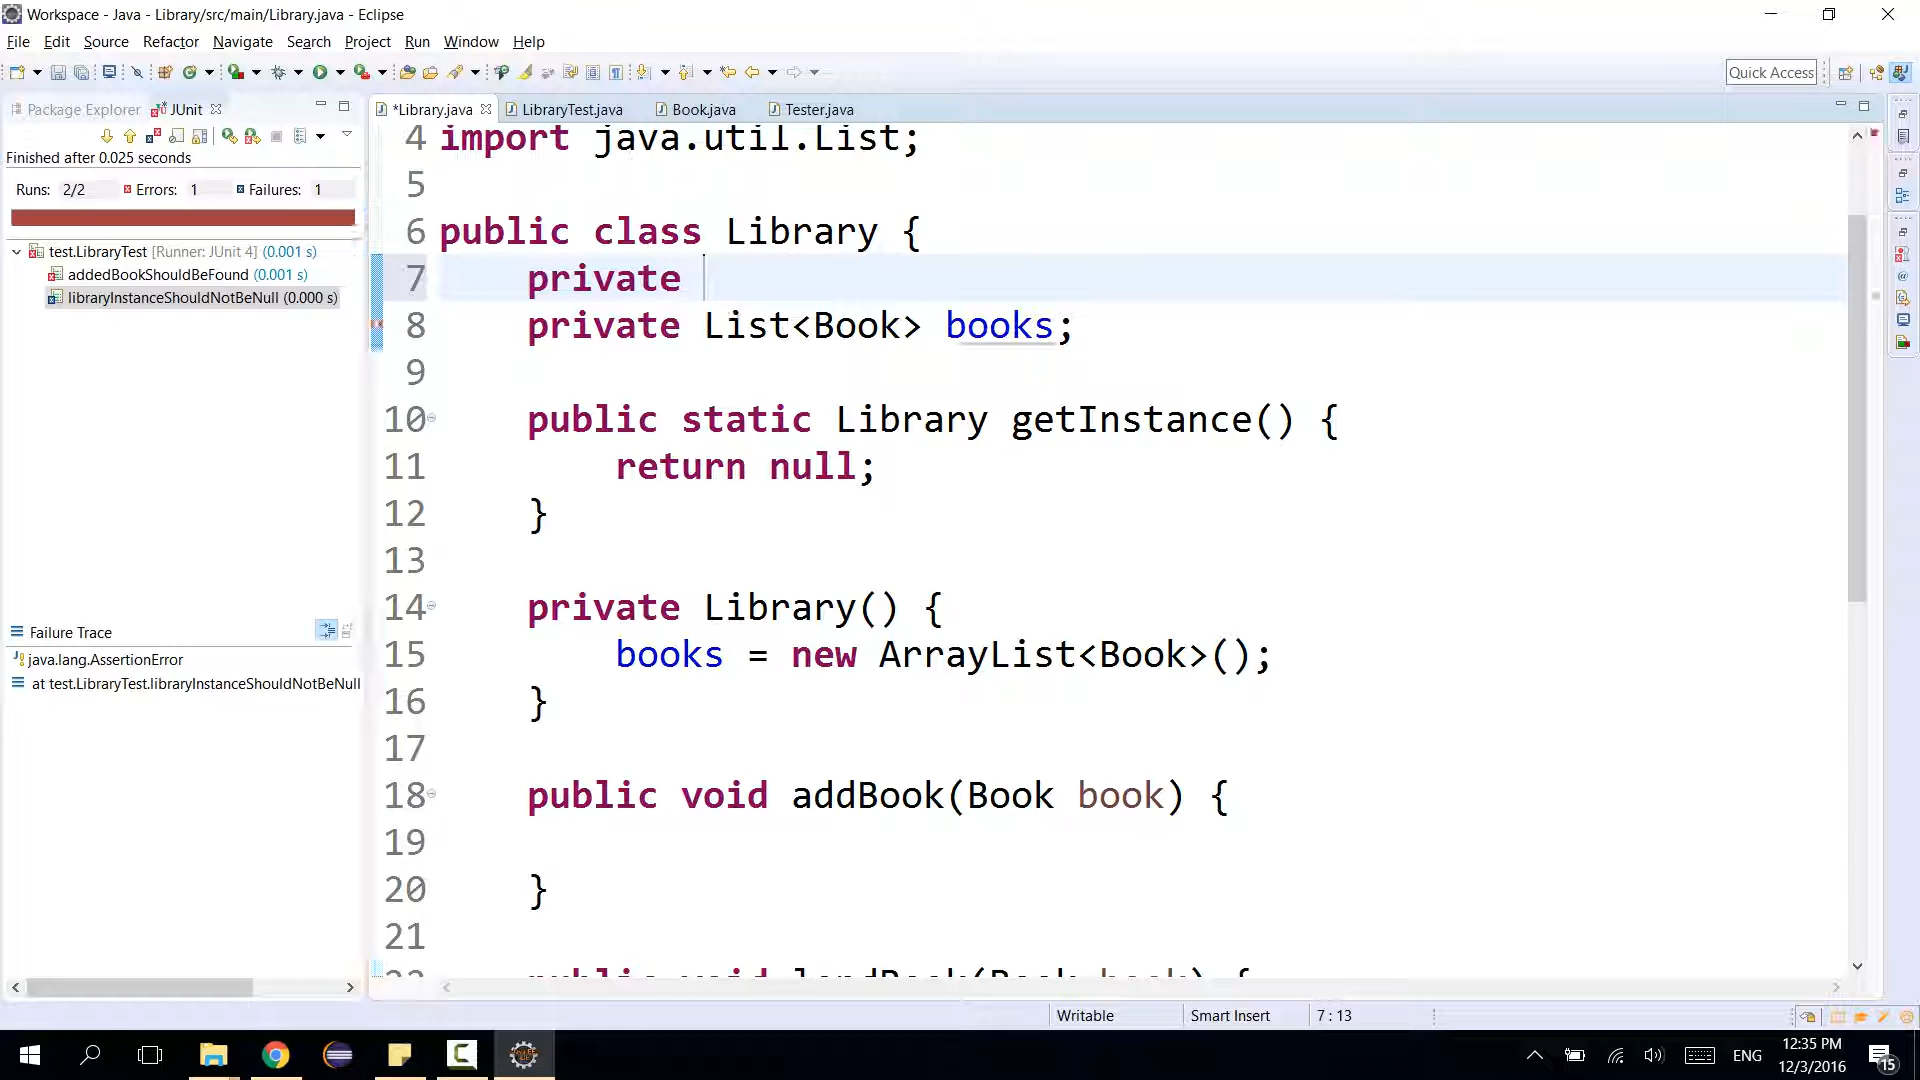 Workspace - Java - Library/src/main/Library.java - Eclipse
File Edit Source Refactor Navigate Search Project Run Window Help
Quick Access
Package Explorer JUnit
*Library.java LibraryTest.java Book.java Tester.java
Finished after 0.025 seconds
Runs: 2/2 Errors: 1 Failures: 1
test.LibraryTest [Runner: JUnit 4] (0.001 s)
addedBookShouldBeFound (0.001 s)
libraryInstanceShouldNotBeNull (0.000 s)
Failure Trace
java.lang.AssertionError
at test.LibraryTest.libraryInstanceShouldNotBeNull
4 import java.util.List;
5
6 public class Library {
7 private
8 private List<Book> books;
9
10 public static Library getInstance() {
11 return null;
12 }
13
14 private Library() {
15 books = new ArrayList<Book>();
16 }
17
18 public void addBook(Book book) {
19
20 }
21
Writable Smart Insert 7 : 13
ENG
12:35 PM
12/3/2016
15